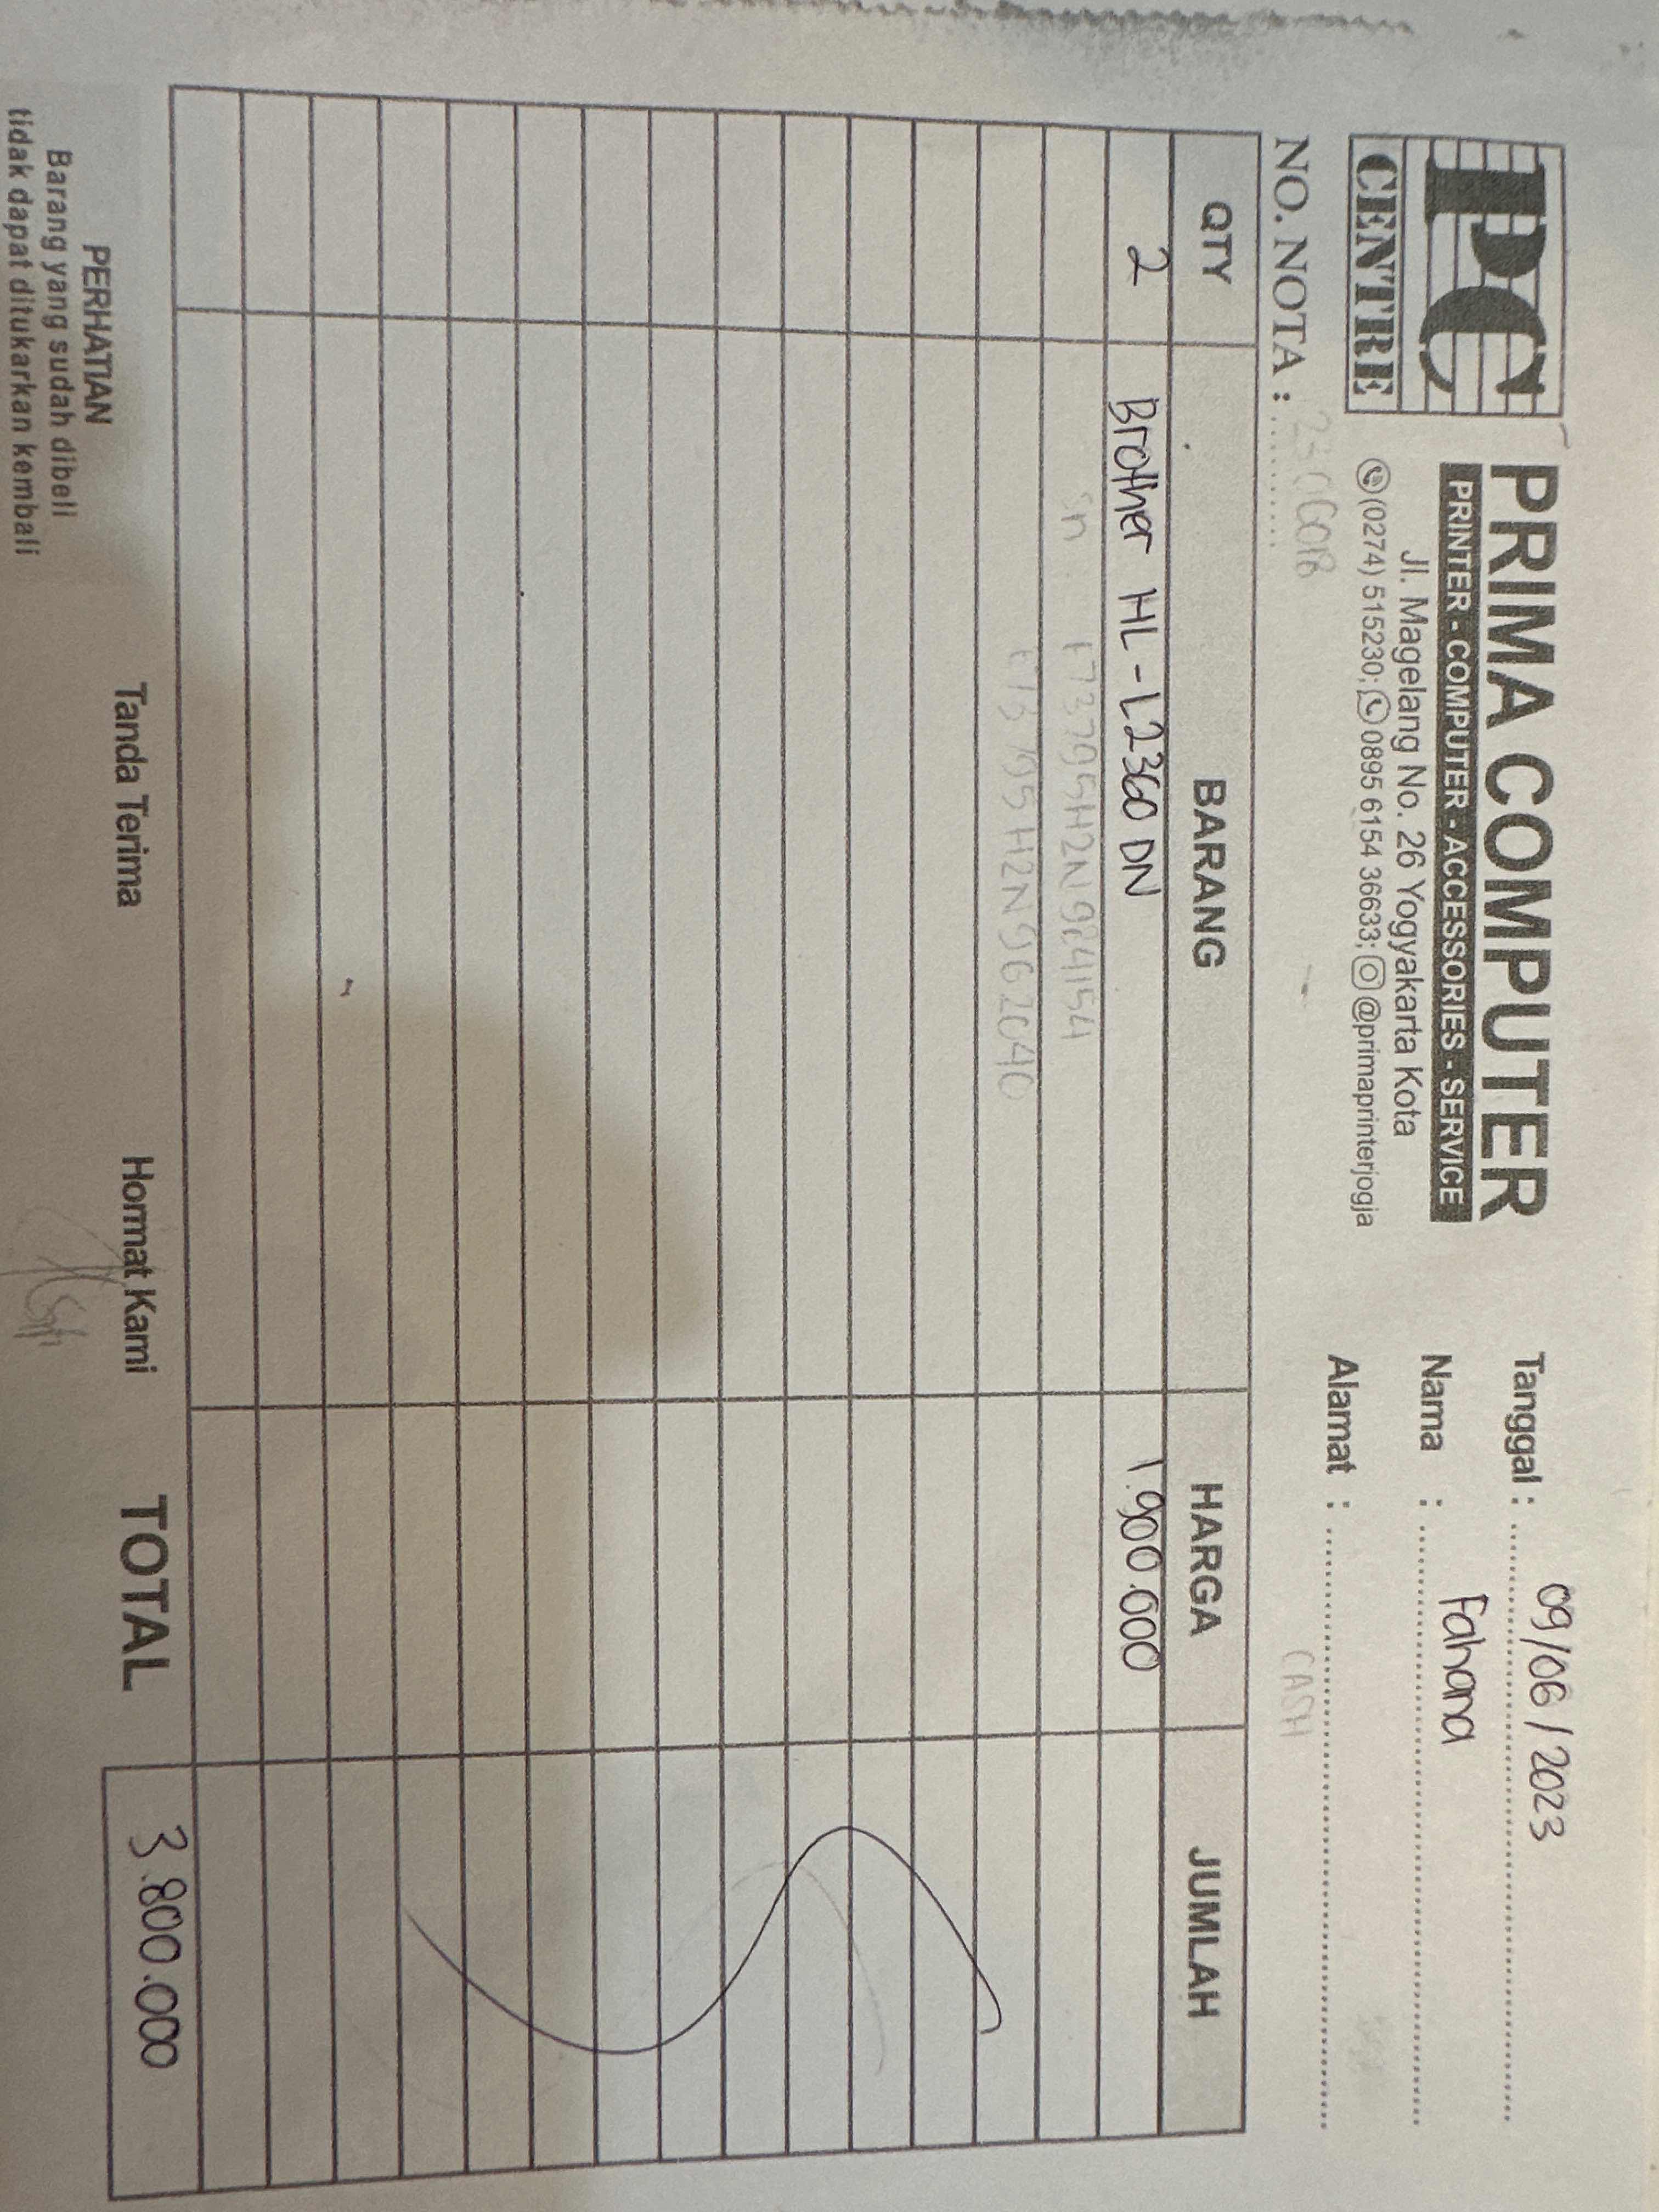 PC
CENTRE
PRIMA COMPUTER
PRINTER - COMPUTER - ACCESSORIES - SERVICE
Jl. Magelang No. 26 Yogyakarta Kota
(0274) 515230; 0895 6154 36633; @primaprinterjogja
Tanggal : 09/06/2023
Nama : Fahana
Alamat :
NO. NOTA :
CASH
QTY BARANG HARGA JUMLAH
2 Brother HL-L2360 DN 1.900.000
sn
TOTAL 3.800.000
Tanda Terima
Hormat Kami
PERHATIAN
Barang yang sudah dibeli
tidak dapat ditukarkan kembali